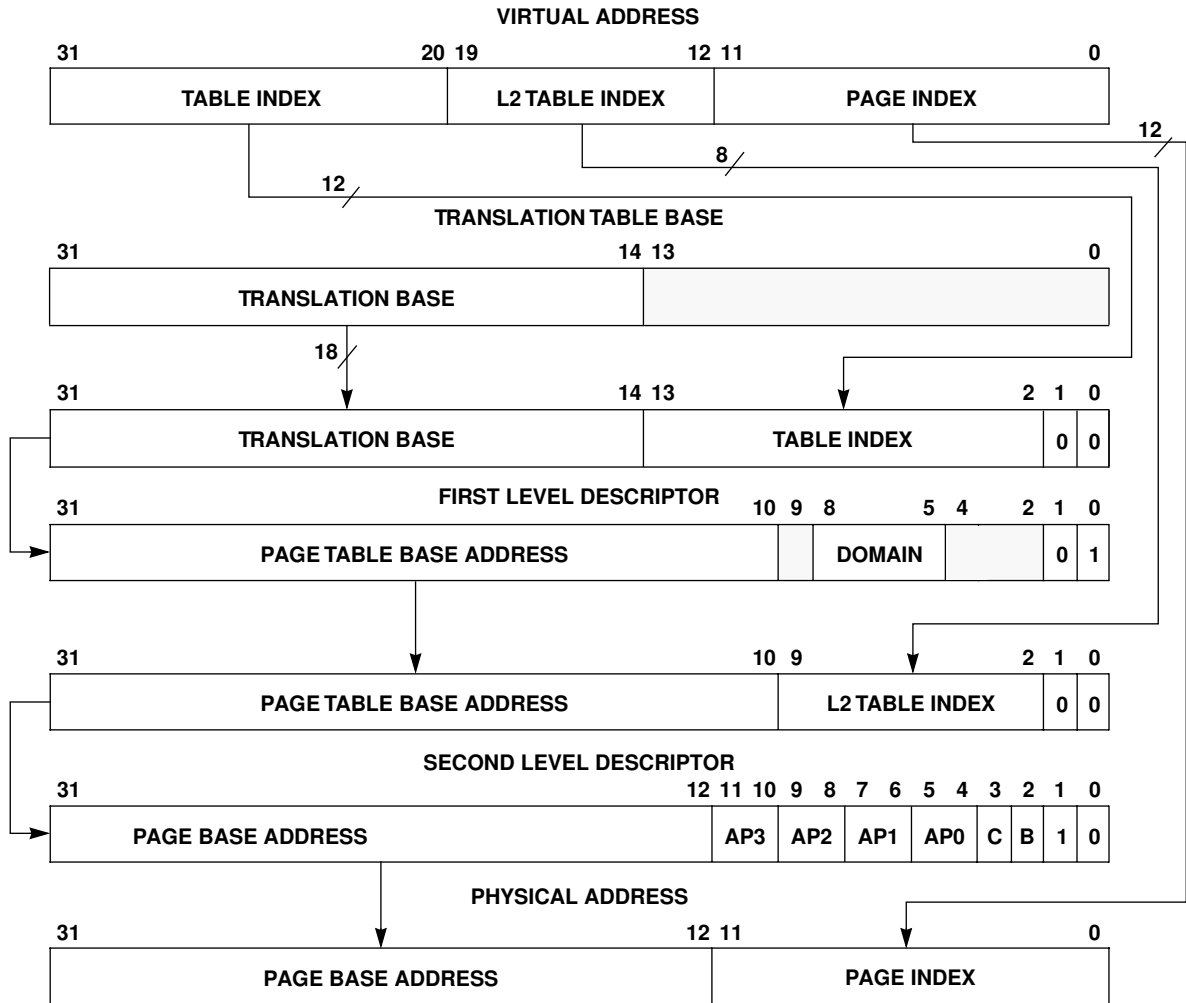 VIRTUAL ADDRESS
31 20 19 12 11 0
TABLE INDEX L2 TABLE INDEX PAGE INDEX
12
8
12
TRANSLATION TABLE BASE
31 14 13 0
TRANSLATION BASE
18
31 14 13 2 1 0
TRANSLATION BASE TABLE INDEX 0 0
FIRST LEVEL DESCRIPTOR
31 10 9 8 5 4 2 1 0
PAGE TABLE BASE ADDRESS DOMAIN 0 1
31 10 9 2 1 0
PAGE TABLE BASE ADDRESS L2 TABLE INDEX 0 0
SECOND LEVEL DESCRIPTOR
31 12 11 10 9 8 7 6 5 4 3 2 1 0
PAGE BASE ADDRESS AP3 AP2 AP1 AP0 C B 1 0
PHYSICAL ADDRESS
31 12 11 0
PAGE BASE ADDRESS PAGE INDEX